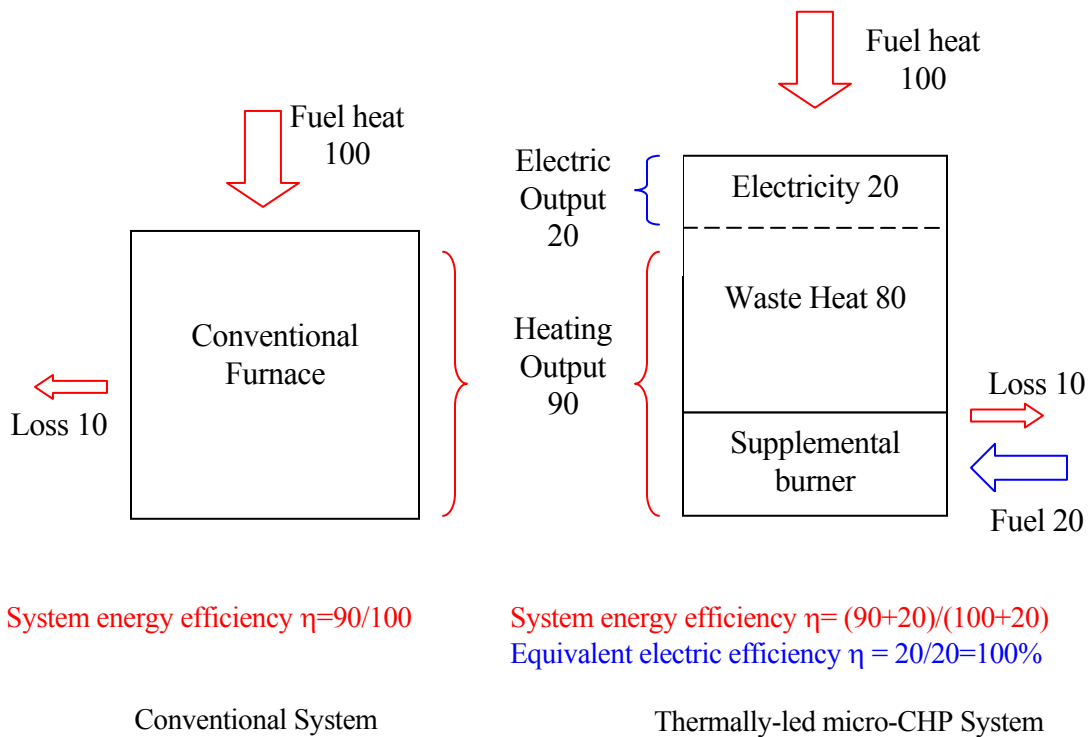 Fuel heat
100
Conventional
Furnace
Loss 10
System energy efficiency η=90/100
Conventional System
Fuel heat
100
Electric
Output
20
Heating
Output
90
Electricity 20
Waste Heat 80
Supplemental
burner
Loss 10
Fuel 20
System energy efficiency η= (90+20)/(100+20)
Equivalent electric efficiency η = 20/20=100%
Thermally-led micro-CHP System